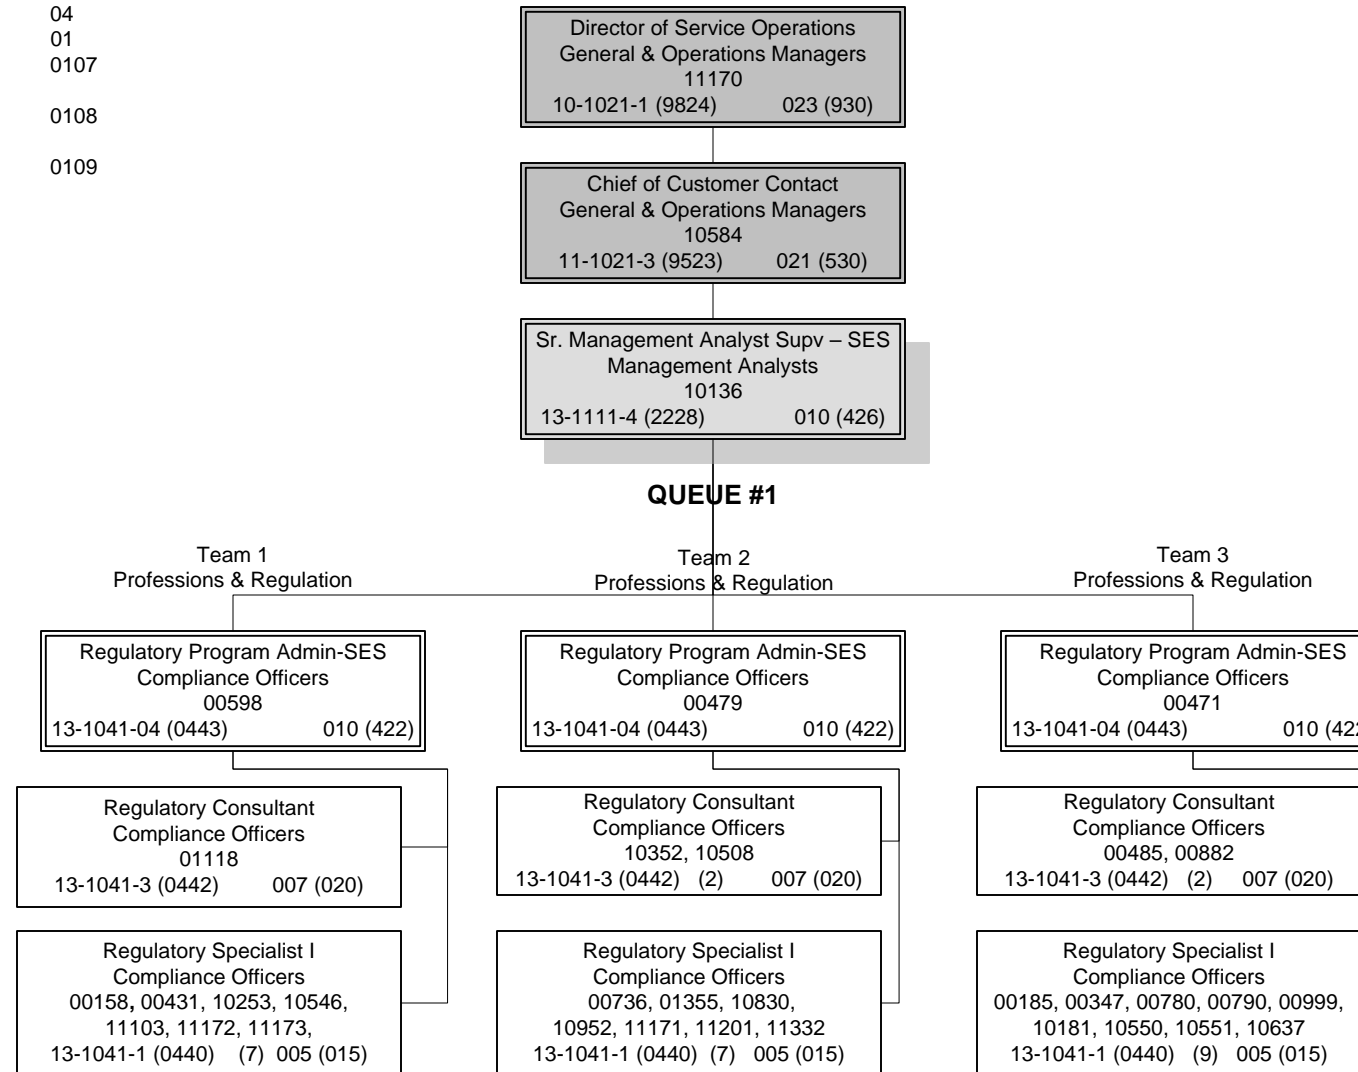 04
01
0107
0108
0109
Director of Service Operations
General & Operations Managers
11170
10-1021-1 (9824) 023 (930)
Chief of Customer Contact
General & Operations Managers
10584
11-1021-3 (9523) 021 (530)
Sr. Management Analyst Supv – SES
Management Analysts
10136
13-1111-4 (2228) 010 (426)
QUEUE #1
Team 1
Professions & Regulation
Team 2
Professions & Regulation
Team 3
Professions & Regulation
Regulatory Program Admin-SES
Compliance Officers
00598
13-1041-04 (0443) 010 (422)
Regulatory Program Admin-SES
Compliance Officers
00479
13-1041-04 (0443) 010 (422)
Regulatory Program Admin-SES
Compliance Officers
00471
13-1041-04 (0443) 010 (422
Regulatory Consultant
Compliance Officers
01118
13-1041-3 (0442) 007 (020)
Regulatory Consultant
Compliance Officers
10352, 10508
13-1041-3 (0442) (2) 007 (020)
Regulatory Consultant
Compliance Officers
00485, 00882
13-1041-3 (0442) (2) 007 (020)
Regulatory Specialist I
Compliance Officers
00158, 00431, 10253, 10546,
11103, 11172, 11173,
13-1041-1 (0440) (7) 005 (015)
Regulatory Specialist I
Compliance Officers
00736, 01355, 10830,
10952, 11171, 11201, 11332
13-1041-1 (0440) (7) 005 (015)
Regulatory Specialist I
Compliance Officers
00185, 00347, 00780, 00790, 00999,
10181, 10550, 10551, 10637
13-1041-1 (0440) (9) 005 (015)